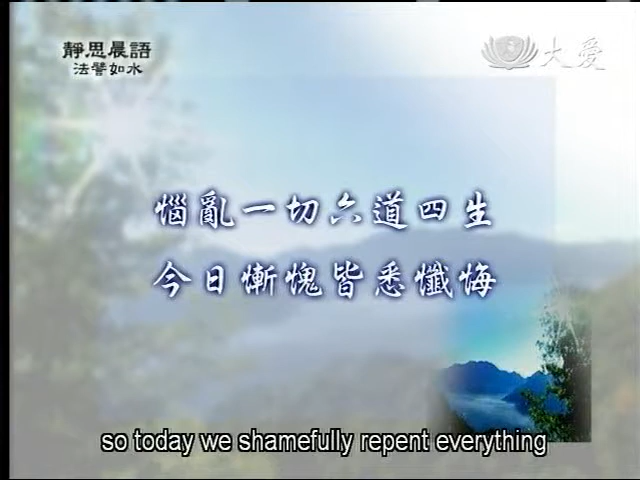 靜思晨語
法譬如水
大愛
惱亂一切六道四生
今日慚愧皆悉懺悔
so today we shamefully repent everything